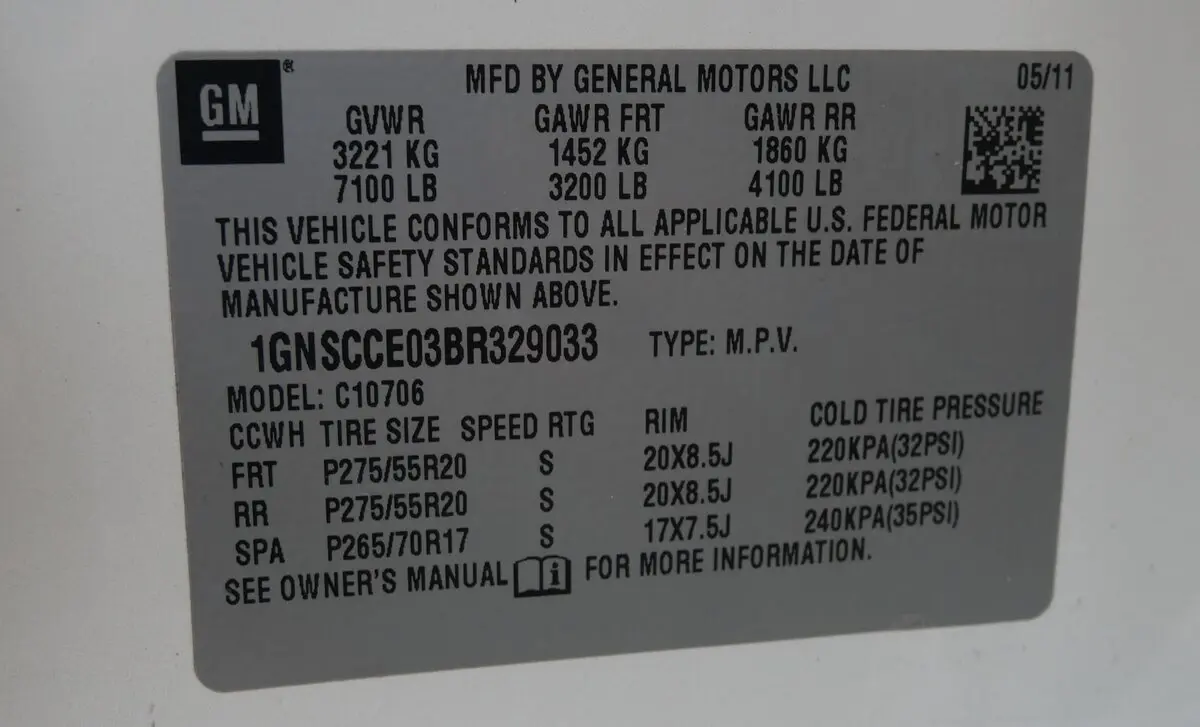 GM® MFD BY GENERAL MOTORS LLC 05/11
GVWR GAWR FRT GAWR RR
3221 KG 1452 KG 1860 KG
7100 LB 3200 LB 4100 LB
THIS VEHICLE CONFORMS TO ALL APPLICABLE U.S. FEDERAL MOTOR
VEHICLE SAFETY STANDARDS IN EFFECT ON THE DATE OF
MANUFACTURE SHOWN ABOVE.
1GNSCCE03BR329033 TYPE: M.P.V.
MODEL: C10706
CCWH TIRE SIZE SPEED RTG RIM COLD TIRE PRESSURE
FRT P275/55R20 S 20X8.5J 220KPA(32PSI)
RR P275/55R20 S 20X8.5J 220KPA(32PSI)
SPA P265/70R17 S 17X7.5J 240KPA(35PSI)
SEE OWNER'S MANUAL i FOR MORE INFORMATION.